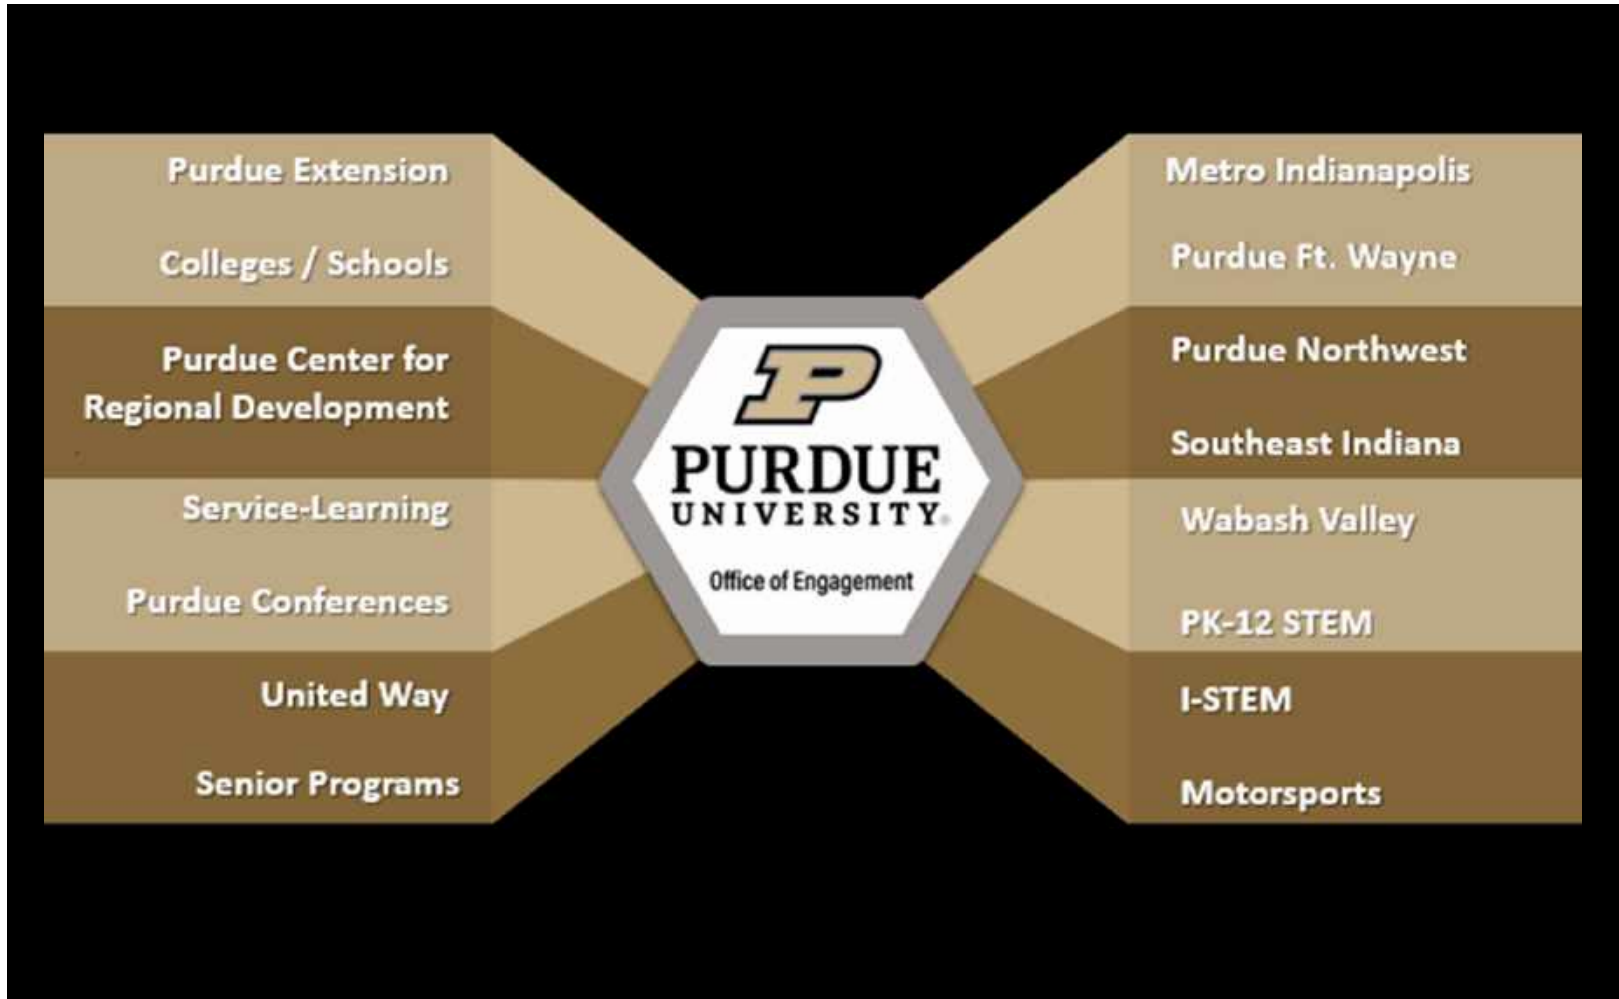 Purdue Extension
Colleges / Schools
Purdue Center for
Regional Development
Service-Learning
Purdue Conferences
United Way
Senior Programs
P
PURDUE
UNIVERSITY®
Office of Engagement
Metro Indianapolis
Purdue Ft. Wayne
Purdue Northwest
Southeast Indiana
Wabash Valley
PK-12 STEM
I-STEM
Motorsports